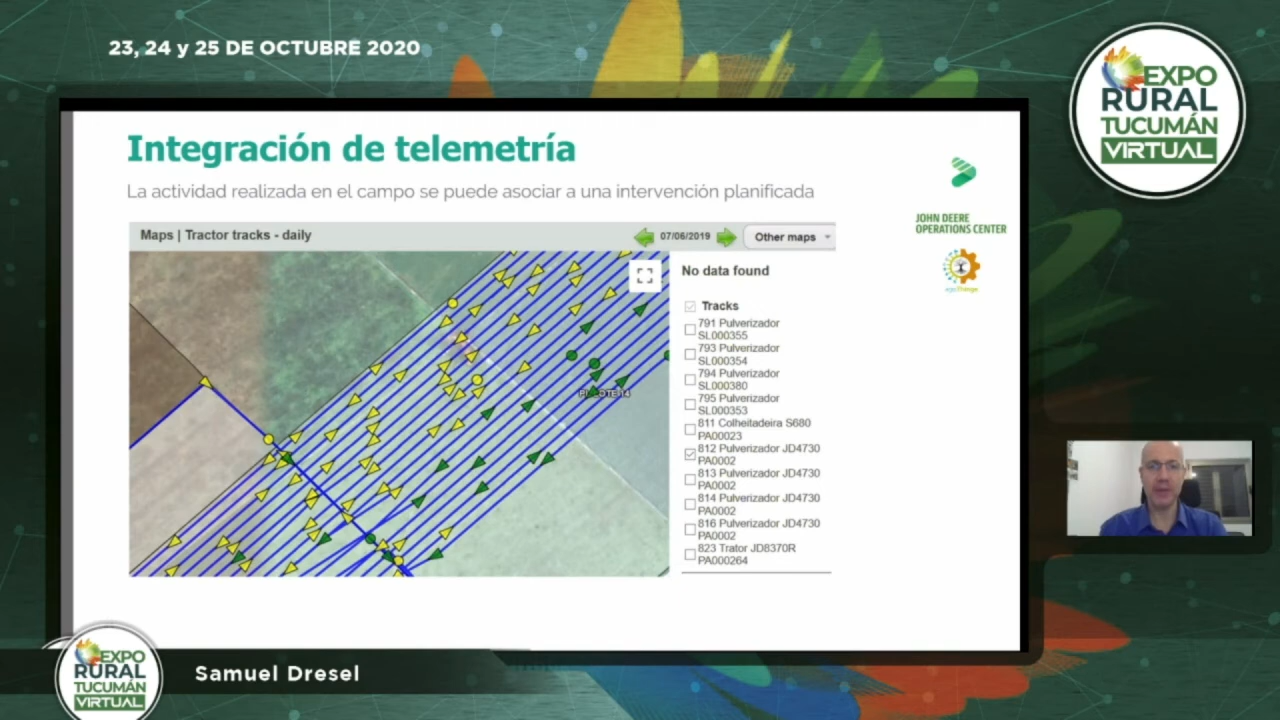 23, 24 y 25 DE OCTUBRE 2020
EXPO
RURAL
TUCUMÁN
VIRTUAL
Integración de telemetría
La actividad realizada en el campo se puede asociar a una intervención planificada
JOHN DEERE
OPERATIONS CENTER
Maps | Tractor tracks - daily
07/06/2019
Other maps
No data found
Tracks
791 Pulverizador
SL000355
793 Pulverizador
SL000354
794 Pulverizador
SL000380
795 Pulverizador
SL000353
811 Colheitadeira S680
PA00023
812 Pulverizador JD4730
PA0002
813 Pulverizador JD4730
PA0002
814 Pulverizador JD4730
PA0002
816 Pulverizador JD4730
PA0002
823 Trator JD8370R
PA000264
EXPO
RURAL
TUCUMÁN
VIRTUAL
Samuel Dresel